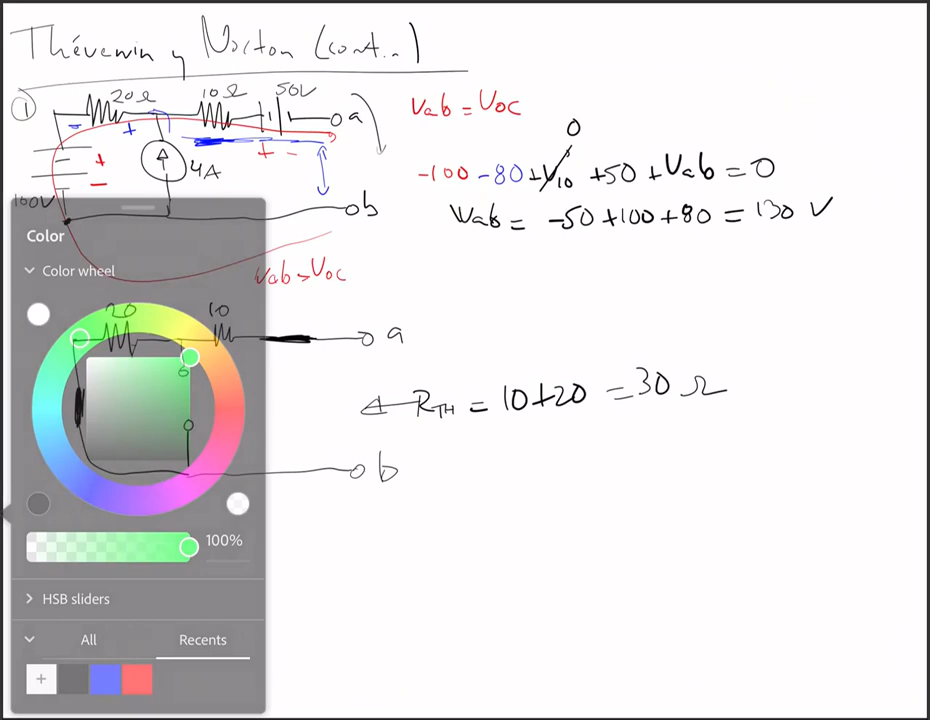 Thévenin y Norton (cont...)
① 20Ω 10Ω 50V a
Vab = Voc
0
- + + -
+ - 4A
-100 -80 +V10 +50 + Vab = 0
100V b
Vab = -50 +100 +80 = 130 V
Color
Color wheel
Vab = Voc
20 10
a
RTH = 10+20 = 30 Ω
b
100%
HSB sliders
All Recents
+